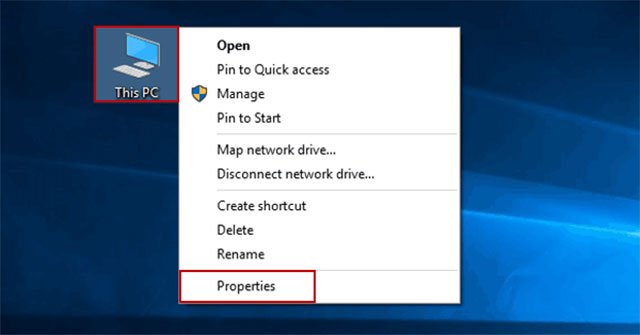 This PC
Open
Pin to Quick access
Manage
Pin to Start
Map network drive...
Disconnect network drive...
Create shortcut
Delete
Rename
Properties